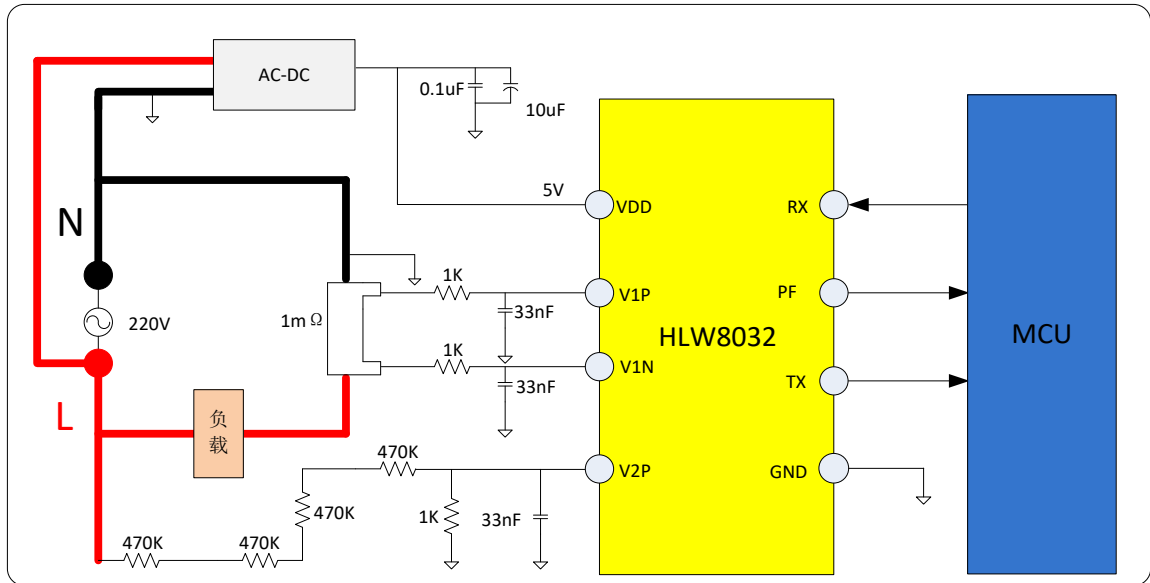 AC-DC
0.1uF
10uF
5V
VDD
RX
N
1K
V1P
PF
33nF
220V
1mΩ
HLW8032
MCU
1K
V1N
33nF
TX
L
负
载
470K
V2P
GND
470K
1K
33nF
470K
470K